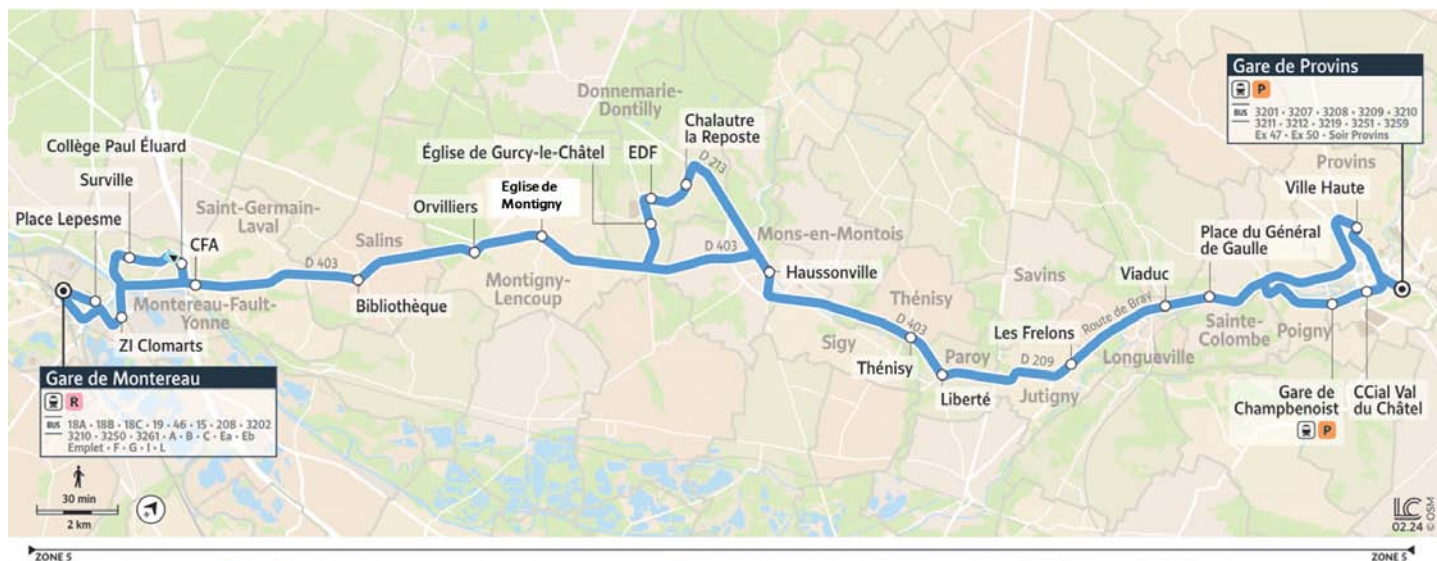 Gare de Provins
P
BUS 3201 • 3207 • 3208 • 3209 • 3210
3211 • 3212 • 3219 • 3251 • 3259
Ex 47 • Ex 50 • Soir Provins
Provins
Ville Haute
Donnemarie-
Dontilly
Chalautre
la Reposte
Collège Paul Éluard
Église de Gurcy-le-Châtel
EDF
D 213
Surville
Eglise de
Montigny
Place Lepesme
Saint-Germain-
Laval
Orvilliers
CFA
Salins
D 403
Mons-en-Montois
Place du Général
de Gaulle
D 403
Haussonville
Savins
Viaduc
Montigny-
Lencoup
Bibliothèque
Montereau-Fault-
Yonne
Thénisy
D 403
Les Frelons
Route de Bray
Sainte-
Colombe
Poigny
ZI Clomarts
Sigy
Paroy
D 209
Longueville
Thénisy
Liberté
Jutigny
Gare de
Champbenoist
P
CCial Val
du Châtel
Gare de Montereau
R
BUS 18A • 18B • 18C • 19 • 46 • 15 • 208 • 3202
3210 • 3250 • 3261 • A • B • C • Ea • Eb
Emplet • F • G • I • L
30 min
2 km
LC
02.24
© OSM
ZONE 5
ZONE 5